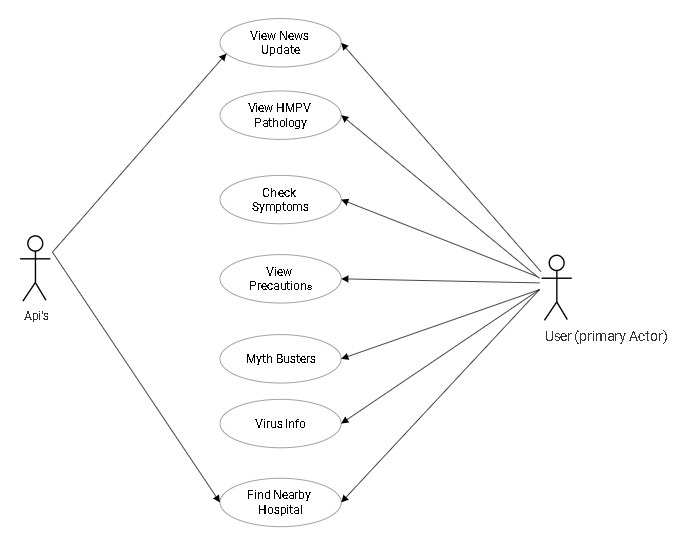 View News
Update
View HMPV
Pathology
Check
Symptoms
View
Precautions
Api's
User (primary Actor)
Myth Busters
Virus Info
Find Nearby
Hospital